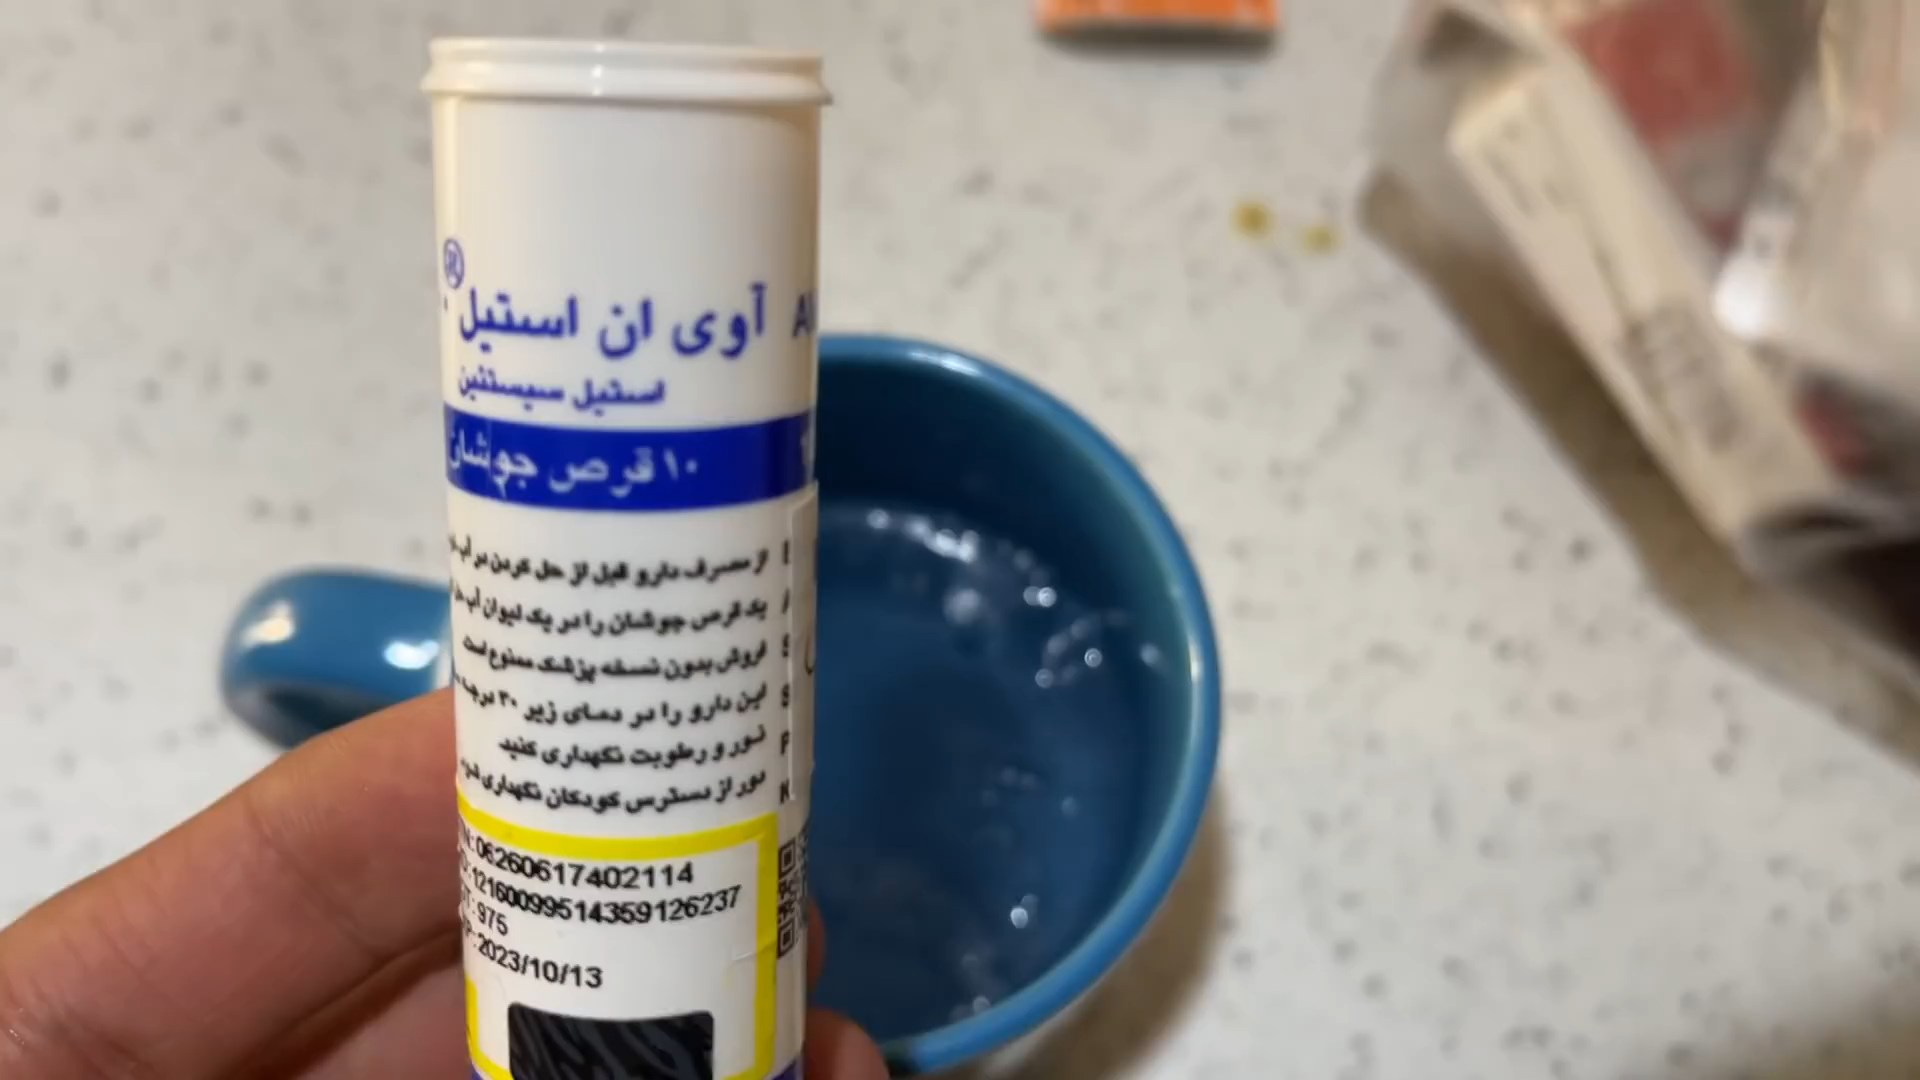 ®
آوی ان استیل
استیل سیستئین
۱۰ قرص جوشان
از مصرف دارو قبل از حل کردن در آب
یک قرص جوشان را در یک لیوان آب
فروش بدون نسخه پزشک ممنوع است
این دارو را در دمای زیر ۳۰ درجه
نور و رطوبت نگهداری کنید
دور از دسترس کودکان نگهداری شود
06260617402114
12160099514359126237
975
2023/10/13